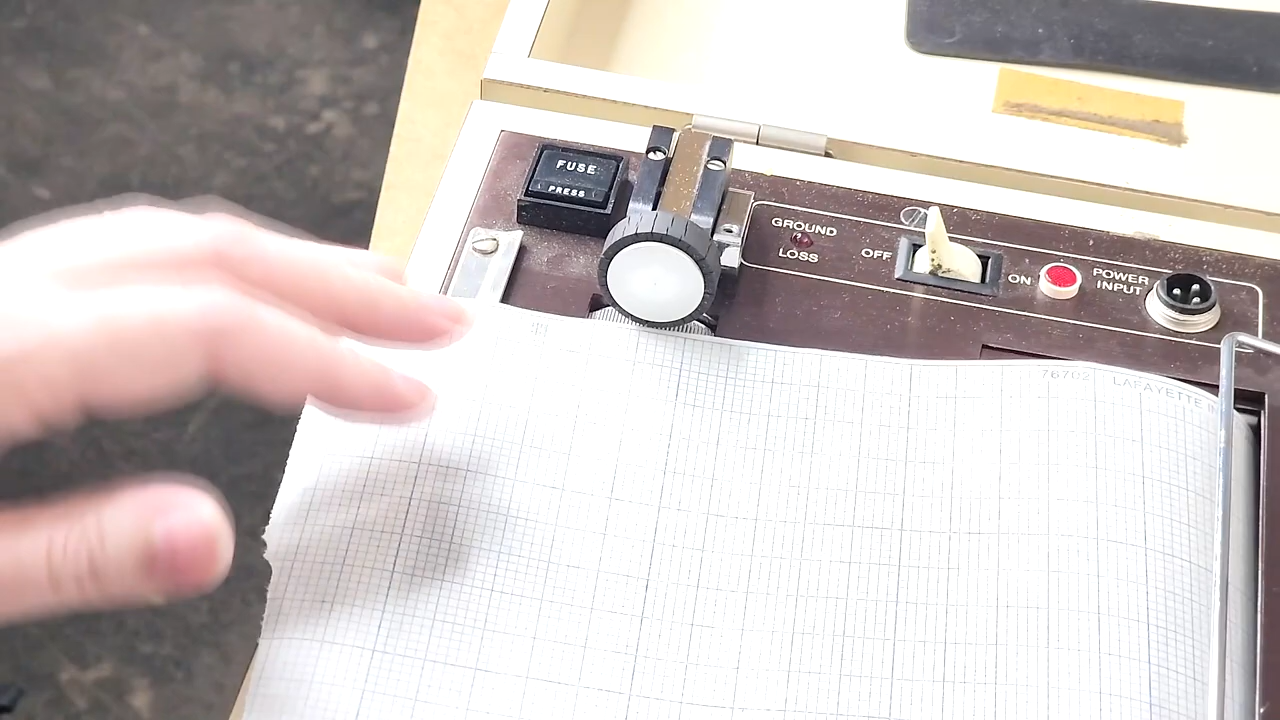 FUSE
PRESS
GROUND
LOSS
OFF
ON
POWER
INPUT
76702
LAFAYETTE